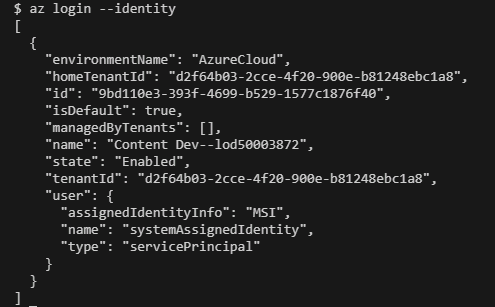 $ az login --identity
[
  {
    "environmentName": "AzureCloud",
    "homeTenantId": "d2f64b03-2cce-4f20-900e-b81248ebc1a8",
    "id": "9bd110e3-393f-4699-b529-1577c1876f40",
    "isDefault": true,
    "managedByTenants": [],
    "name": "Content Dev--lod50003872",
    "state": "Enabled",
    "tenantId": "d2f64b03-2cce-4f20-900e-b81248ebc1a8",
    "user": {
      "assignedIdentityInfo": "MSI",
      "name": "systemAssignedIdentity",
      "type": "servicePrincipal"
    }
  }
]